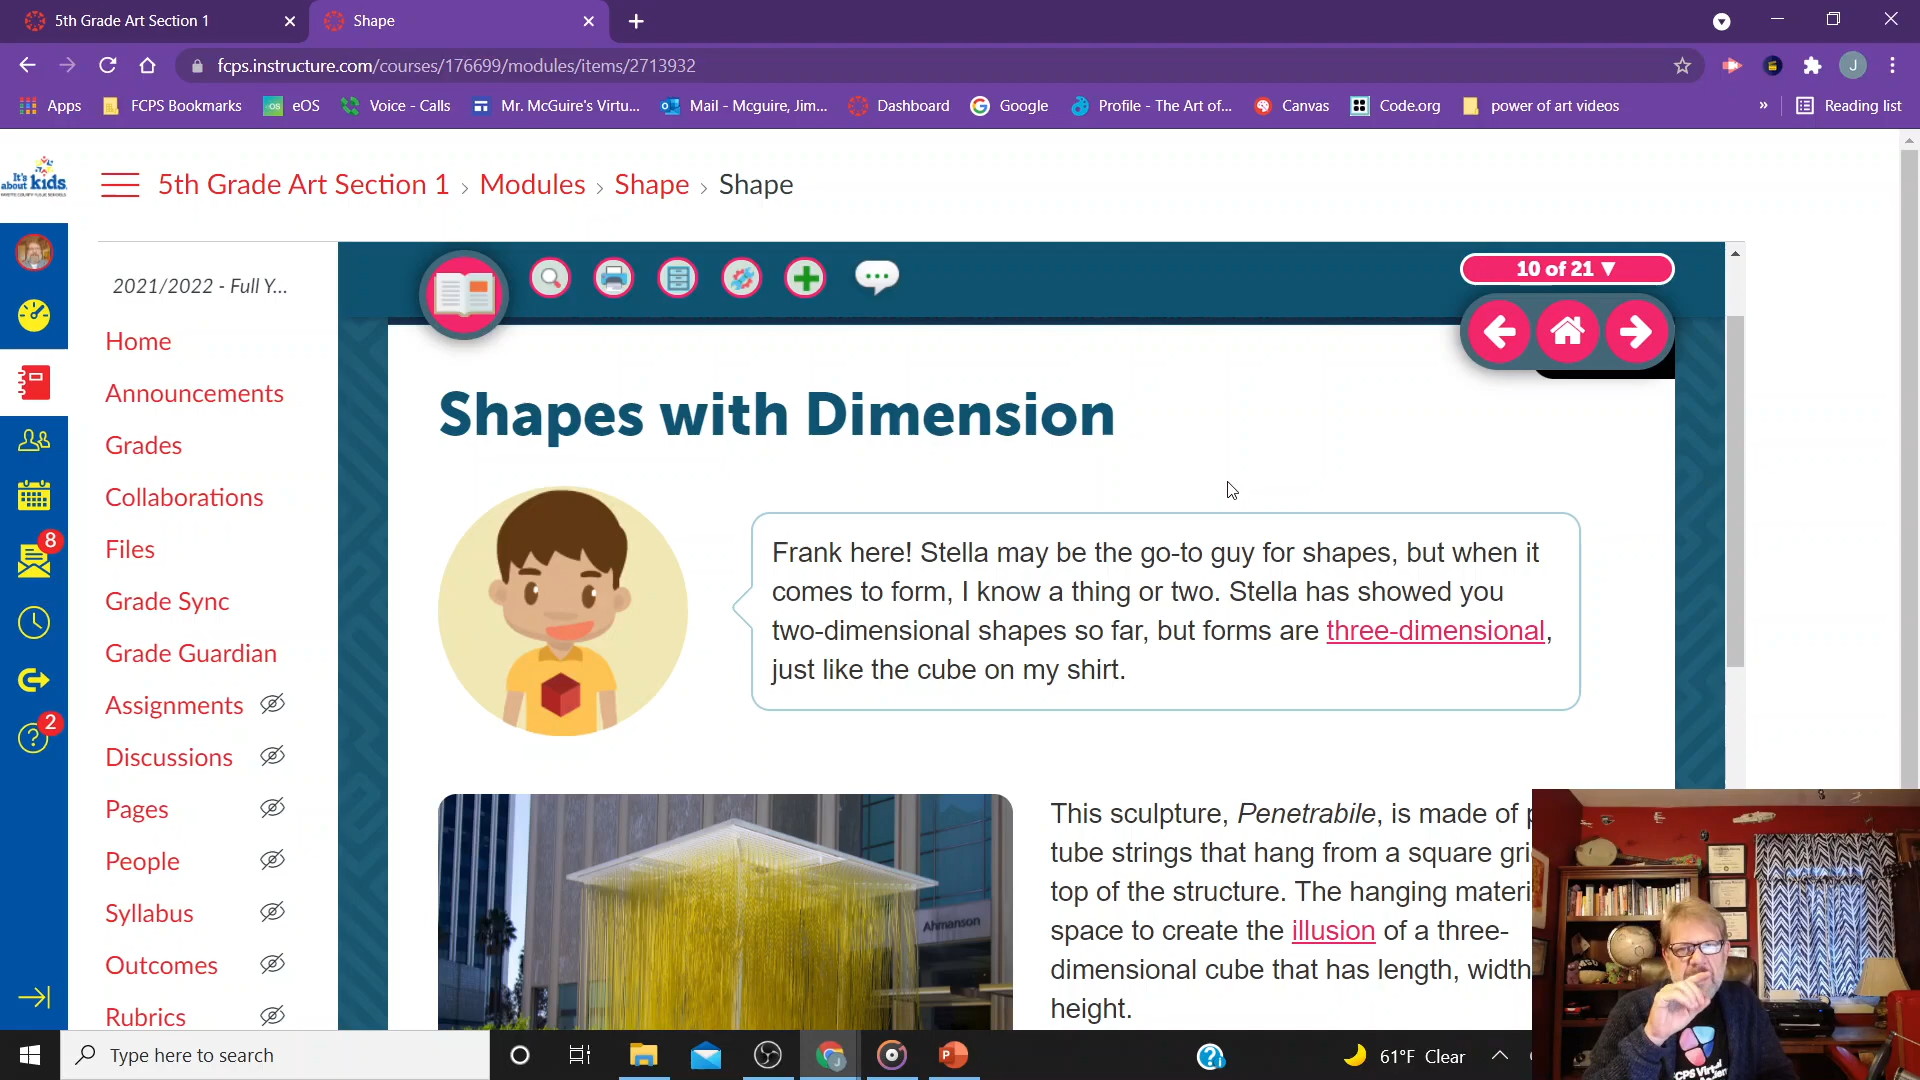 5th Grade Art Section 1
Shape
fcps.instructure.com/courses/176699/modules/items/2713932
J
Apps
FCPS Bookmarks
eOS
Voice - Calls
Mr. McGuire's Virtu...
Mail - Mcguire, Jim...
Dashboard
Google
Profile - The Art of...
Canvas
Code.org
power of art videos
»
Reading list
It's about kids.
5th Grade Art Section 1 > Modules > Shape > Shape
2021/2022 - Full Y...
Home
Announcements
Grades
Collaborations
Files
Grade Sync
Grade Guardian
Assignments
Discussions
Pages
People
Syllabus
Outcomes
Rubrics
8
2
10 of 21 ▼
Shapes with Dimension
Frank here! Stella may be the go-to guy for shapes, but when it
comes to form, I know a thing or two. Stella has showed you
two-dimensional shapes so far, but forms are three-dimensional,
just like the cube on my shirt.
Ahmanson
This sculpture, Penetrabile, is made of
tube strings that hang from a square gri
top of the structure. The hanging materi
space to create the illusion of a three-
dimensional cube that has length, width
height.
Type here to search
61°F Clear